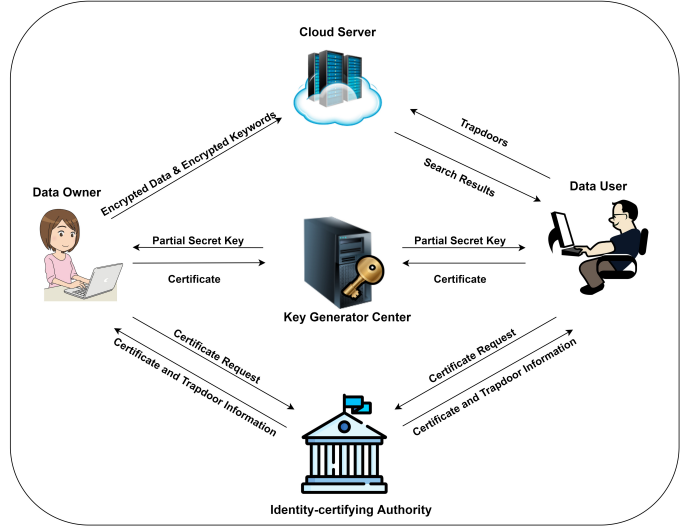 Cloud Server
Encrypted Data & Encrypted Keywords
Trapdoors
Search Results
Data Owner
Data User
Partial Secret Key
Certificate
Partial Secret Key
Certificate
Key Generator Center
Certificate Request
Certificate and Trapdoor Information
Certificate Request
Certificate and Trapdoor Information
Identity-certifying Authority